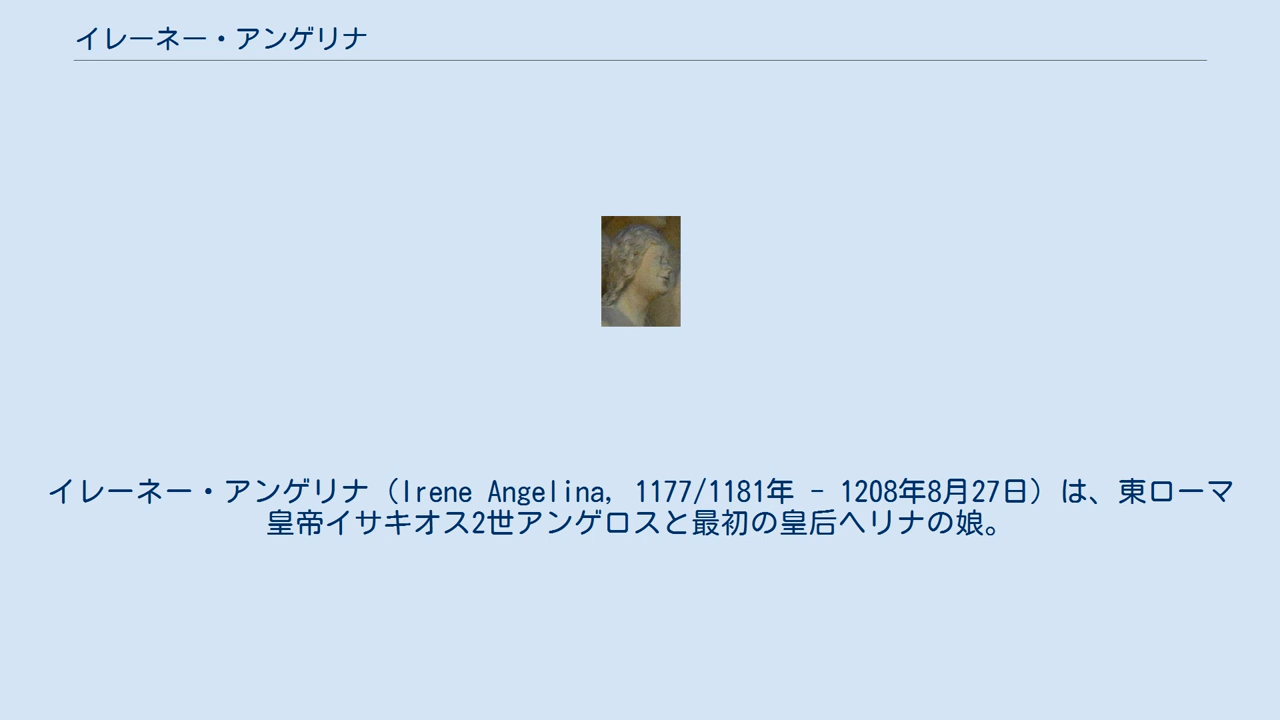 イレーネー・アンゲリナ
イレーネー・アンゲリナ（Irene Angelina, 1177/1181年 - 1208年8月27日）は、東ローマ
皇帝イサキオス2世アンゲロスと最初の皇后ヘリナの娘。